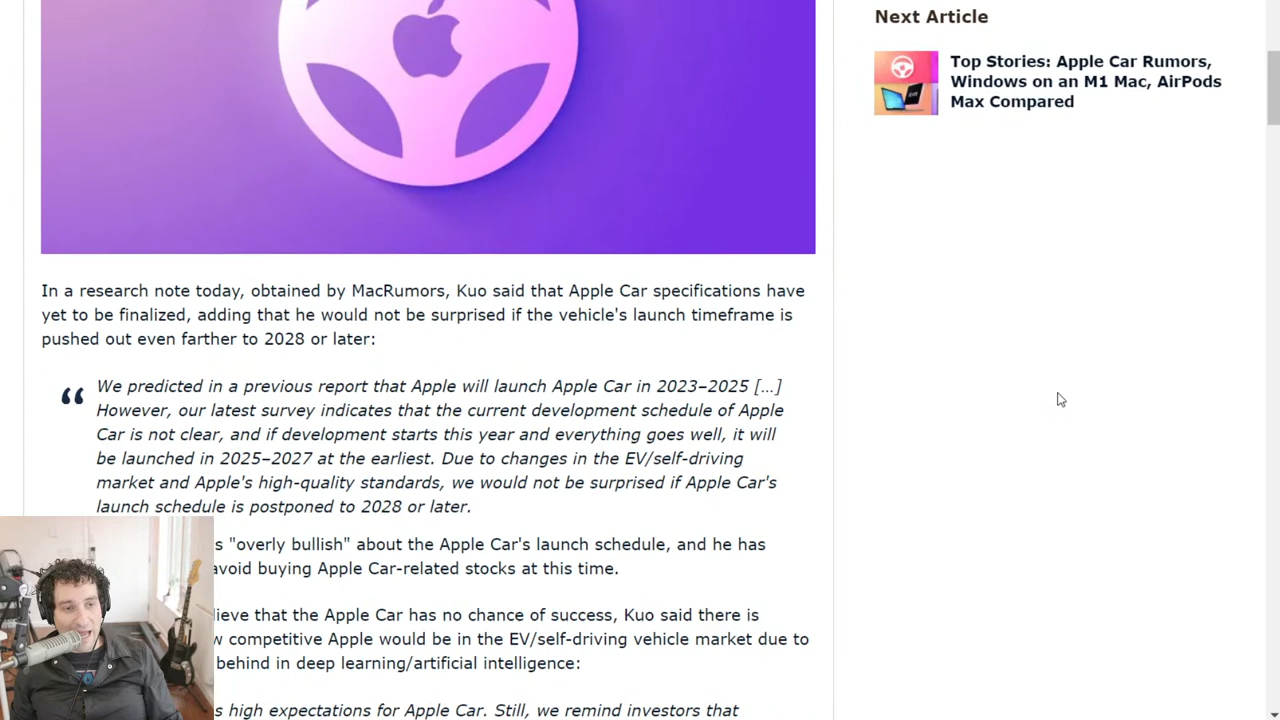 Next Article
Top Stories: Apple Car Rumors,
Windows on an M1 Mac, AirPods
Max Compared
In a research note today, obtained by MacRumors, Kuo said that Apple Car specifications have
yet to be finalized, adding that he would not be surprised if the vehicle's launch timeframe is
pushed out even farther to 2028 or later:
“ We predicted in a previous report that Apple will launch Apple Car in 2023–2025 […]
However, our latest survey indicates that the current development schedule of Apple
Car is not clear, and if development starts this year and everything goes well, it will
be launched in 2025–2027 at the earliest. Due to changes in the EV/self-driving
market and Apple's high-quality standards, we would not be surprised if Apple Car's
launch schedule is postponed to 2028 or later.
s "overly bullish" about the Apple Car's launch schedule, and he has
avoid buying Apple Car-related stocks at this time.
lieve that the Apple Car has no chance of success, Kuo said there is
w competitive Apple would be in the EV/self-driving vehicle market due to
behind in deep learning/artificial intelligence:
s high expectations for Apple Car. Still, we remind investors that